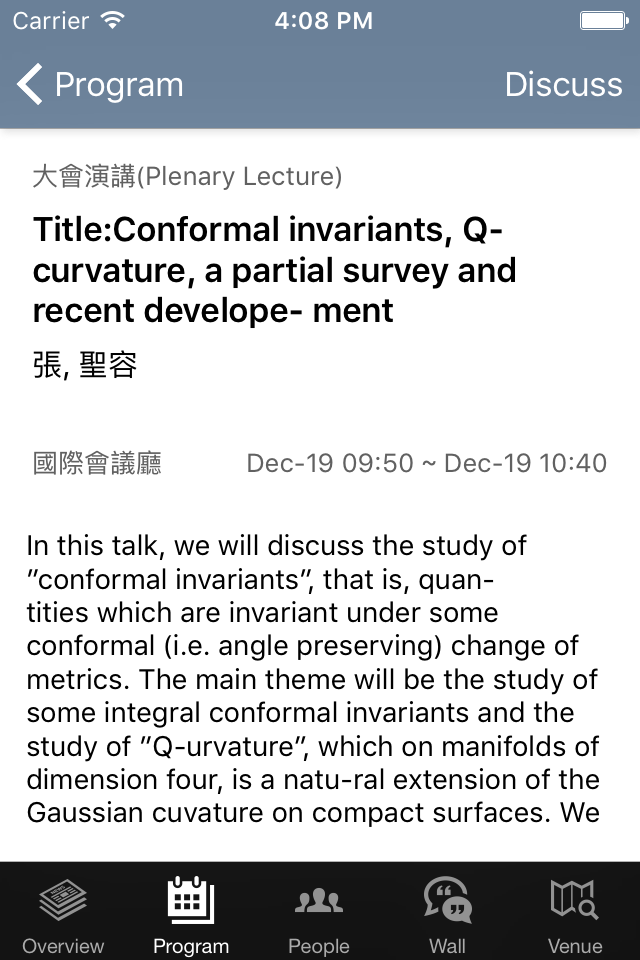 Carrier 4:08 PM
Program Discuss
大會演講(Plenary Lecture)
Title:Conformal invariants, Q-
curvature, a partial survey and
recent develope- ment
張, 聖容
國際會議廳 Dec-19 09:50 ~ Dec-19 10:40
In this talk, we will discuss the study of
”conformal invariants”, that is, quan-
tities which are invariant under some
conformal (i.e. angle preserving) change of
metrics. The main theme will be the study of
some integral conformal invariants and the
study of ”Q-urvature”, which on manifolds of
dimension four, is a natu-ral extension of the
Gaussian cuvature on compact surfaces. We
Overview Program People Wall Venue